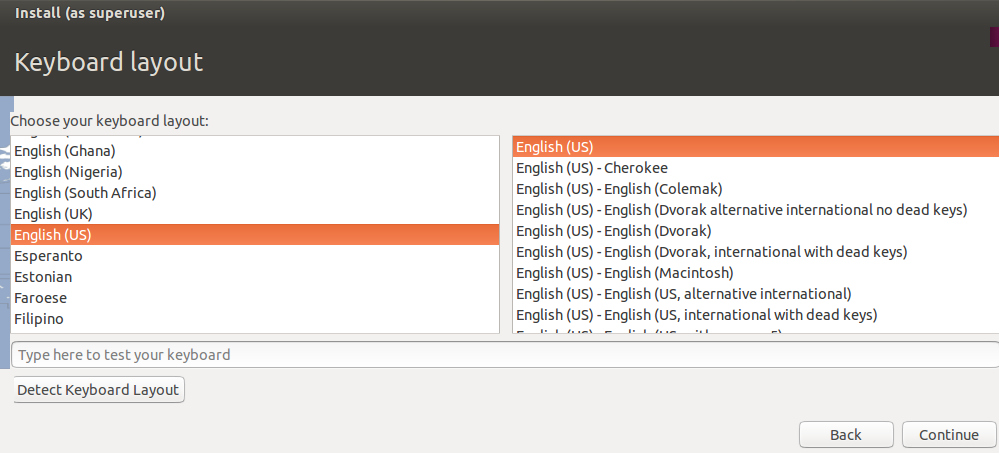 Install (as superuser)
Keyboard layout
Choose your keyboard layout:
English (Ghana)
English (Nigeria)
English (South Africa)
English (UK)
English (US)
Esperanto
Estonian
Faroese
Filipino
English (US)
English (US) - Cherokee
English (US) - English (Colemak)
English (US) - English (Dvorak alternative international no dead keys)
English (US) - English (Dvorak)
English (US) - English (Dvorak, international with dead keys)
English (US) - English (Macintosh)
English (US) - English (US, alternative international)
English (US) - English (US, international with dead keys)
Type here to test your keyboard
Detect Keyboard Layout
Back
Continue